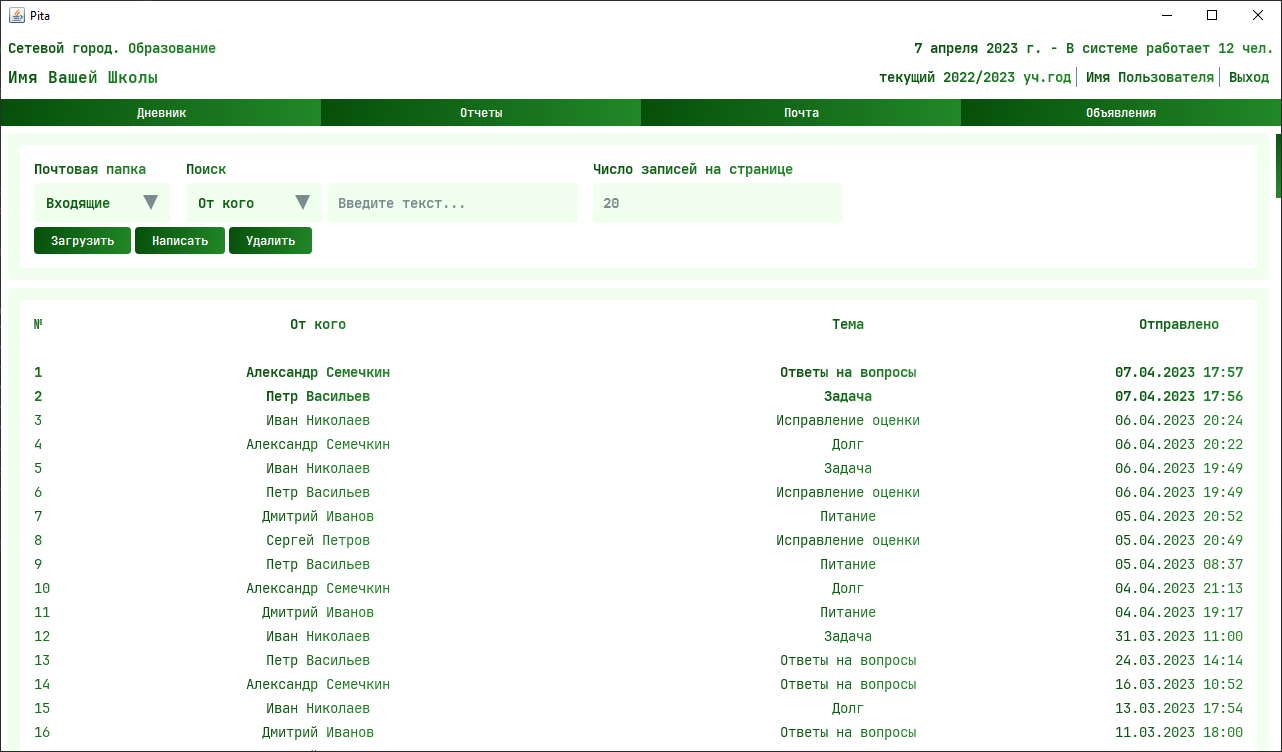 Pita
Сетевой город. Образование
7 апреля 2023 г. - В системе работает 12 чел.
Имя Вашей Школы
текущий 2022/2023 уч.год Имя Пользователя Выход
Дневник Отчеты Почта Объявления
Почтовая папка Поиск Число записей на странице
Входящие От кого Введите текст... 20
Загрузить Написать Удалить
№ От кого Тема Отправлено
1 Александр Семечкин Ответы на вопросы 07.04.2023 17:57
2 Петр Васильев Задача 07.04.2023 17:56
3 Иван Николаев Исправление оценки 06.04.2023 20:24
4 Александр Семечкин Долг 06.04.2023 20:22
5 Иван Николаев Задача 06.04.2023 19:49
6 Петр Васильев Исправление оценки 06.04.2023 19:49
7 Дмитрий Иванов Питание 05.04.2023 20:52
8 Сергей Петров Исправление оценки 05.04.2023 20:49
9 Петр Васильев Питание 05.04.2023 08:37
10 Александр Семечкин Долг 04.04.2023 21:13
11 Дмитрий Иванов Питание 04.04.2023 19:17
12 Иван Николаев Задача 31.03.2023 11:00
13 Петр Васильев Ответы на вопросы 24.03.2023 14:14
14 Александр Семечкин Ответы на вопросы 16.03.2023 10:52
15 Иван Николаев Долг 13.03.2023 17:54
16 Дмитрий Иванов Ответы на вопросы 11.03.2023 18:00